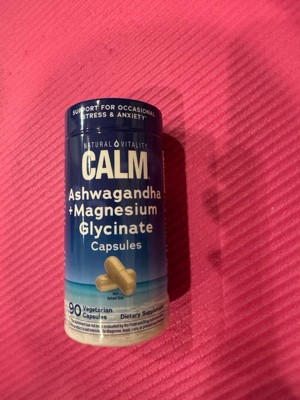 SUPPORT FOR OCCASIONAL
STRESS & ANXIETY*
NATURAL VITALITY
CALM
Ashwagandha
+Magnesium
Glycinate
Capsules
90 Vegetarian
Capsules
Dietary Supplement